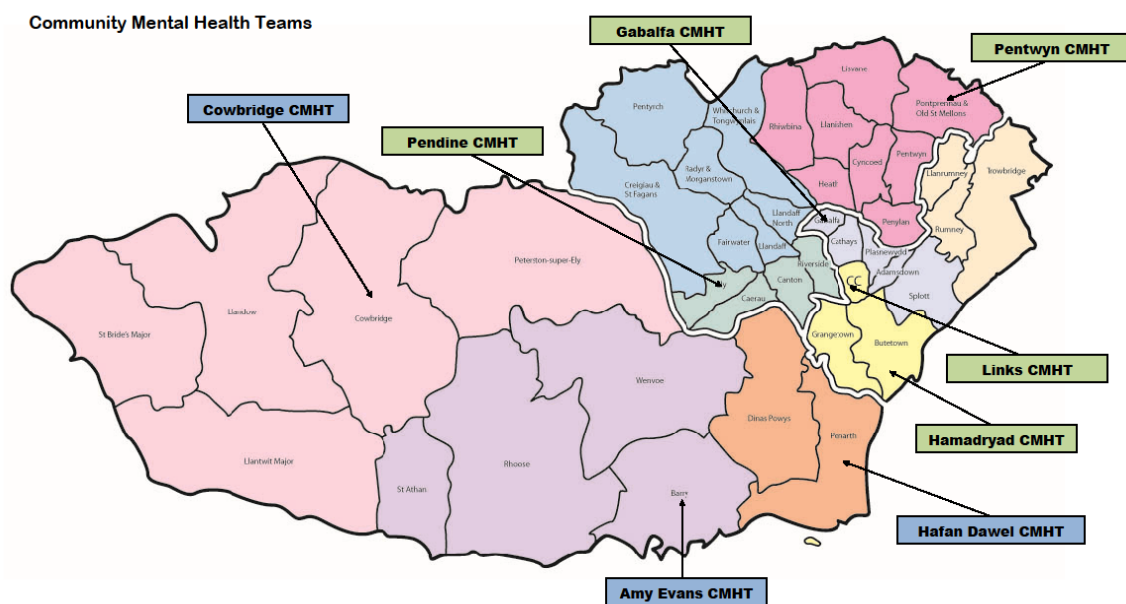 Community Mental Health Teams
Gabalfa CMHT
Pentwyn CMHT
Cowbridge CMHT
Pendine CMHT
Lisvane
Pentyrch
Whitchurch &
Tongwynlais
Pontprennau &
Old St Mellons
Rhiwbina
Llanishen
Cyncoed
Pentwyn
Radyr &
Morganstown
Creigiau &
St Fagans
Heath
Llanrumney
Trowbridge
Llandaff
North
Gabalfa
Penylan
Rumney
Fairwater
Llandaff
Cathays
Plasnewydd
Riverside
Adamsdown
Peterston-super-Ely
Canton
CC
Splott
Caerau
Llandow
Cowbridge
St Bride's Major
Grangetown
Butetown
Links CMHT
Wenvoe
Dinas Powys
Penarth
Hamadryad CMHT
Llantwit Major
Rhoose
St Athan
Barry
Hafan Dawel CMHT
Amy Evans CMHT